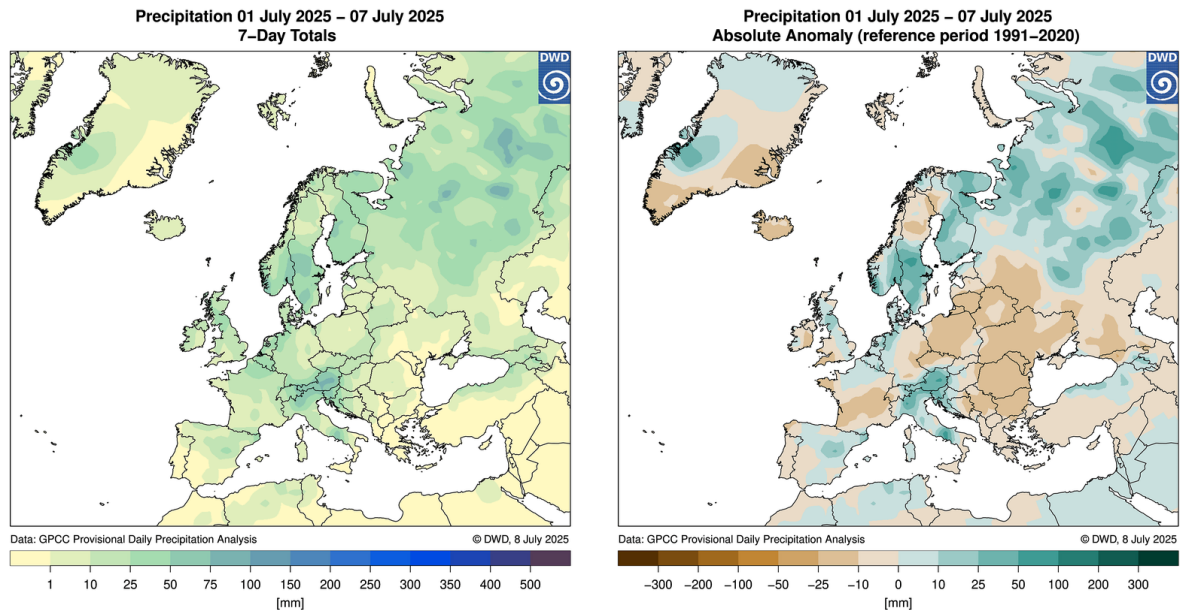 Precipitation 01 July 2025 − 07 July 2025
7−Day Totals
DWD
Data: GPCC Provisional Daily Precipitation Analysis
© DWD, 8 July 2025
1 10 25 50 75 100 150 200 250 300 350 400 500
[mm]
Precipitation 01 July 2025 − 07 July 2025
Absolute Anomaly (reference period 1991−2020)
DWD
Data: GPCC Provisional Daily Precipitation Analysis
© DWD, 8 July 2025
−300 −200 −100 −50 −25 −10 0 10 25 50 100 200 300
[mm]